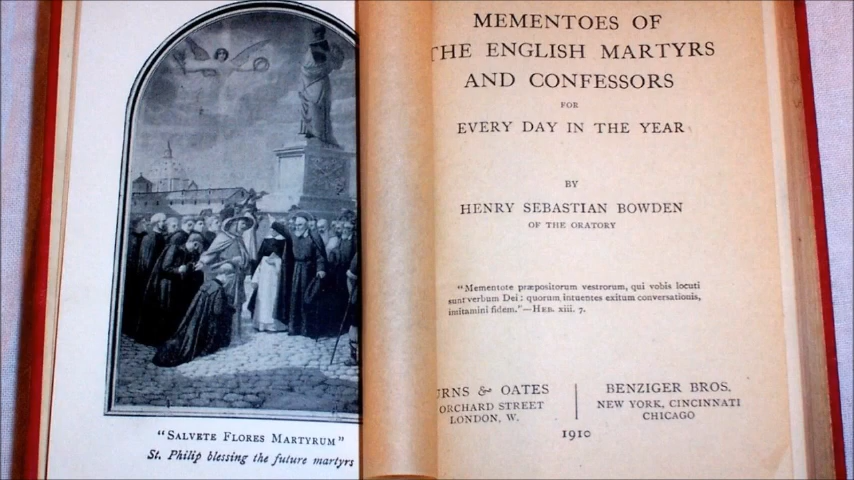 "SALVETE FLORES MARTYRUM"
St. Philip blessing the future martyrs
MEMENTOES OF
THE ENGLISH MARTYRS
AND CONFESSORS
FOR
EVERY DAY IN THE YEAR
BY
HENRY SEBASTIAN BOWDEN
OF THE ORATORY
"Mementote præpositorum vestrorum, qui vobis locuti
sunt verbum Dei: quorum intuentes exitum conversationis,
imitamini fidem."—HEB. xiii. 7.
RNS & OATES
ORCHARD STREET
LONDON, W.
BENZIGER BROS.
NEW YORK, CINCINNATI
CHICAGO
1910